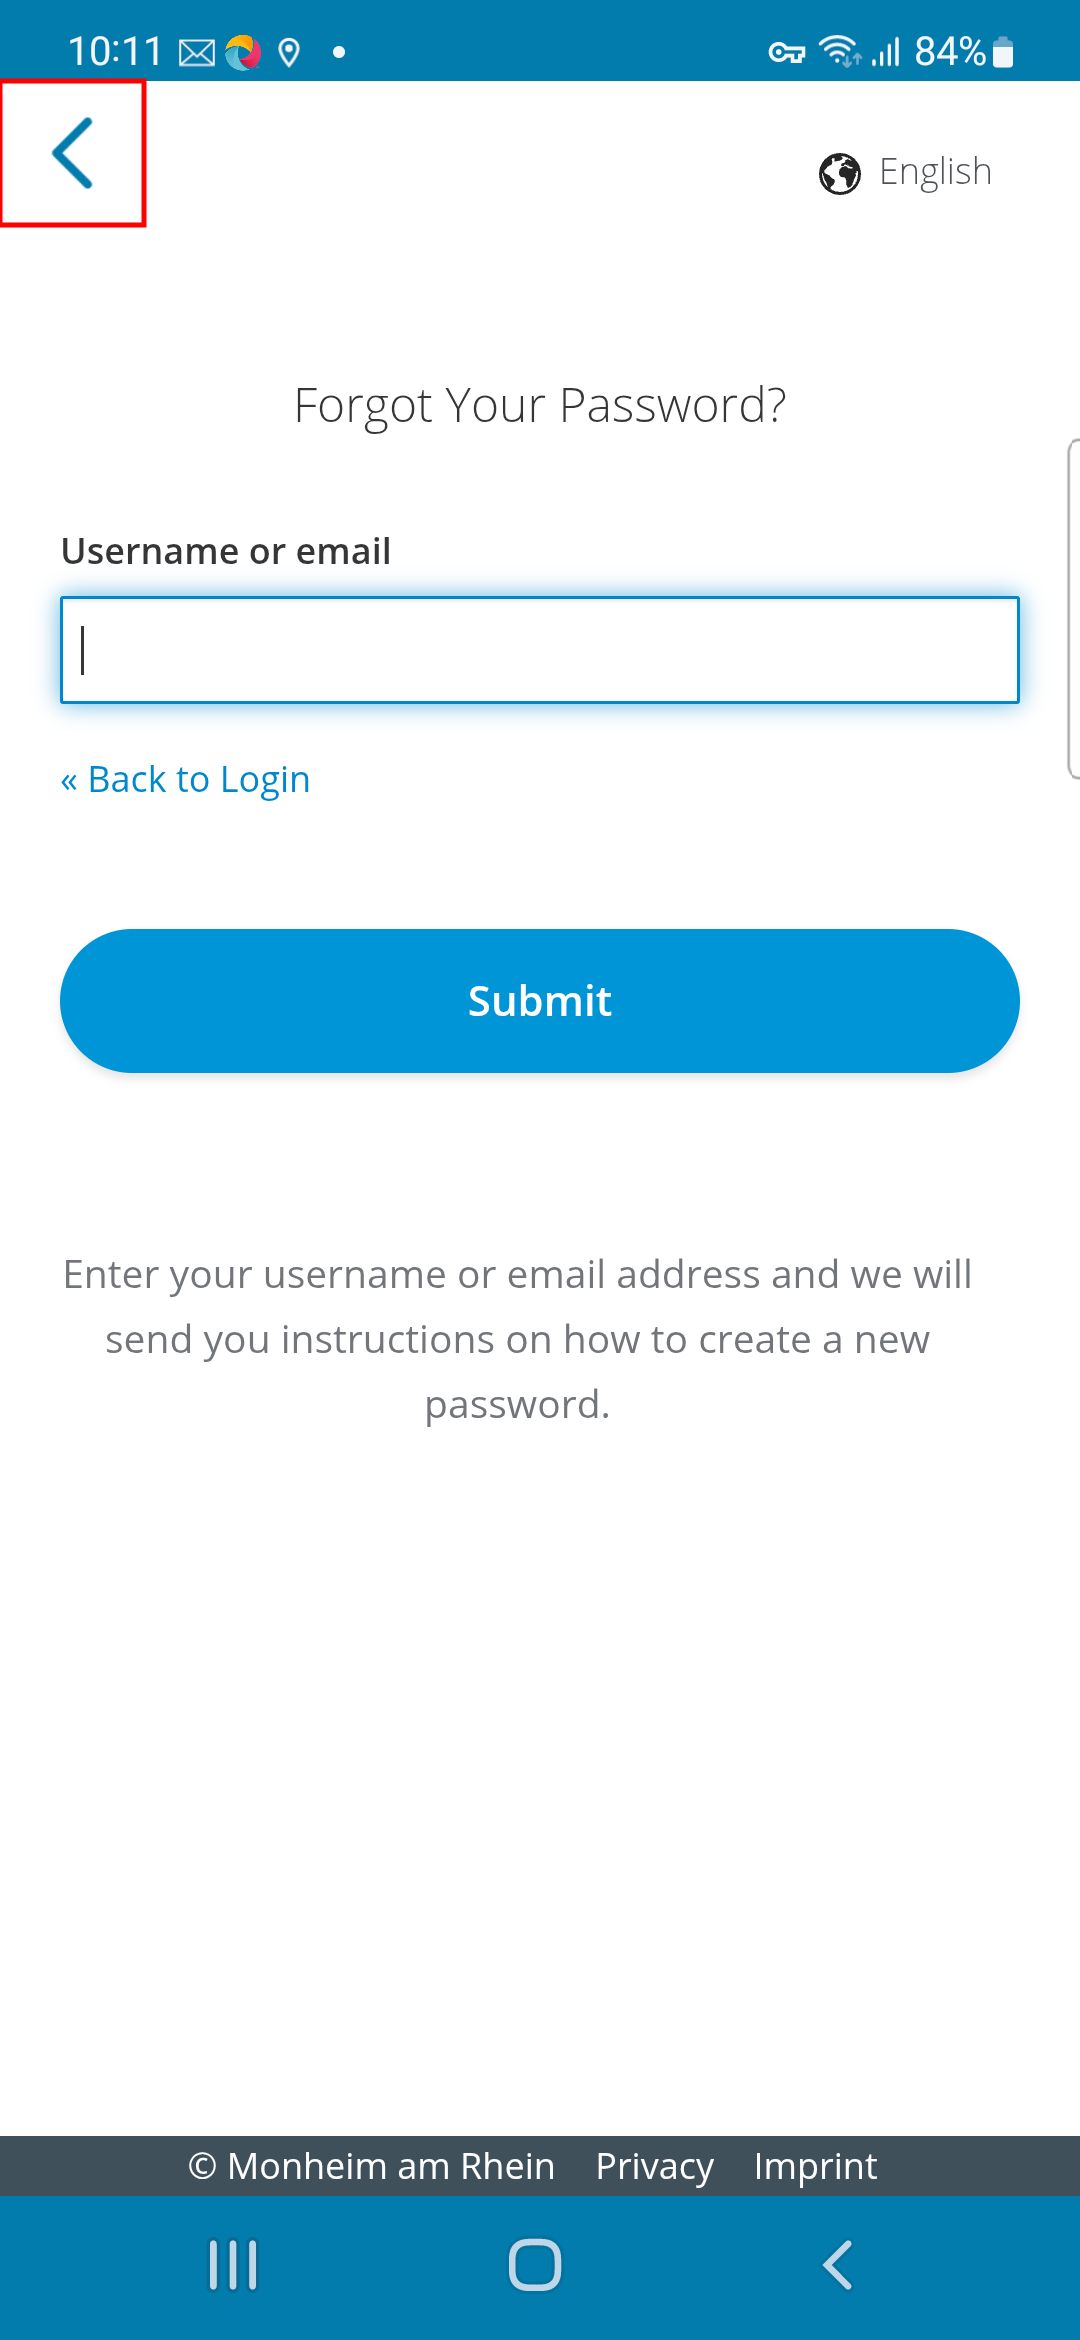 10:11
84%
English
Forgot Your Password?
Username or email
« Back to Login
Submit
Enter your username or email address and we will
send you instructions on how to create a new
password.
© Monheim am Rhein Privacy Imprint